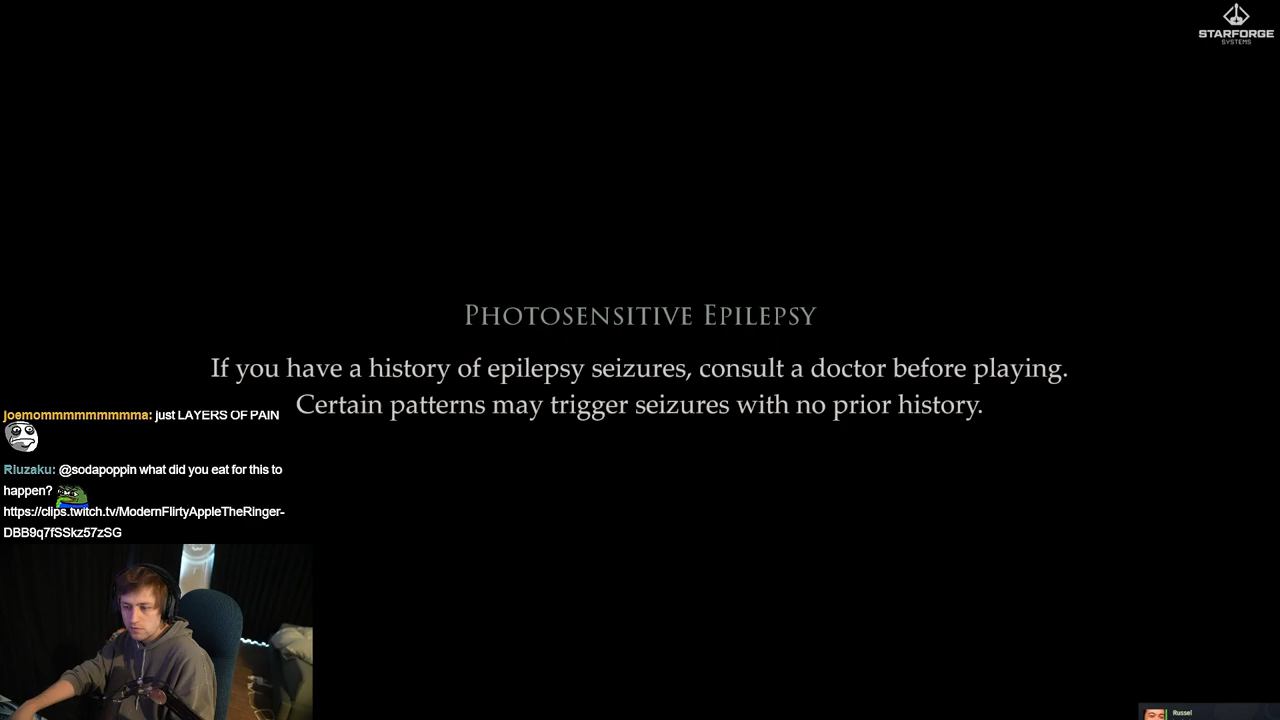 STARFORGE
SYSTEMS
PHOTOSENSITIVE EPILEPSY
If you have a history of epilepsy seizures, consult a doctor before playing.
Certain patterns may trigger seizures with no prior history.
joemommmmmmmmma: just LAYERS OF PAIN
Riuzaku: @sodapoppin what did you eat for this to
happen?
https://clips.twitch.tv/ModernFlirtyAppleTheRinger-
DBB9q7fSSkz57zSG
Russel